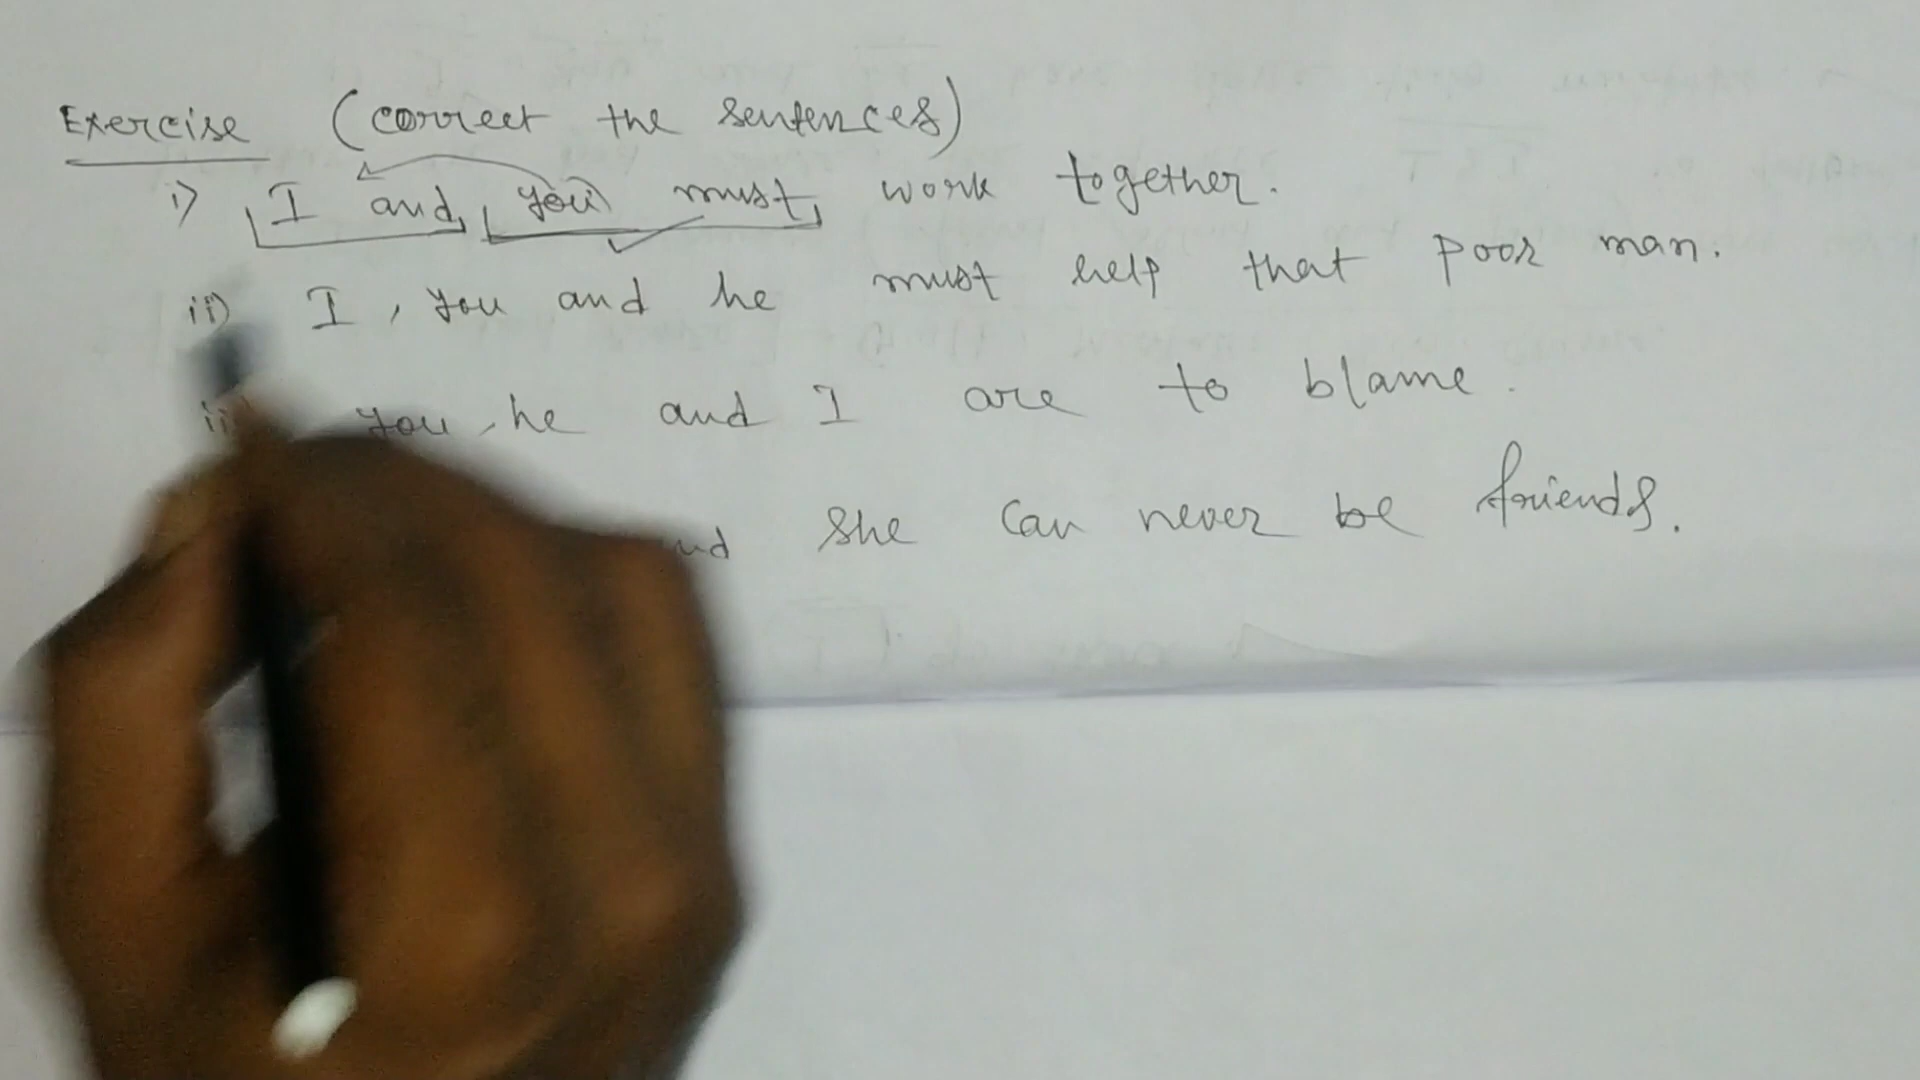 Exercise (correct the sentences)
i) I and you must work together.
ii) I, you and he must help that poor man.
you, he and I are to blame.
she can never be friends.